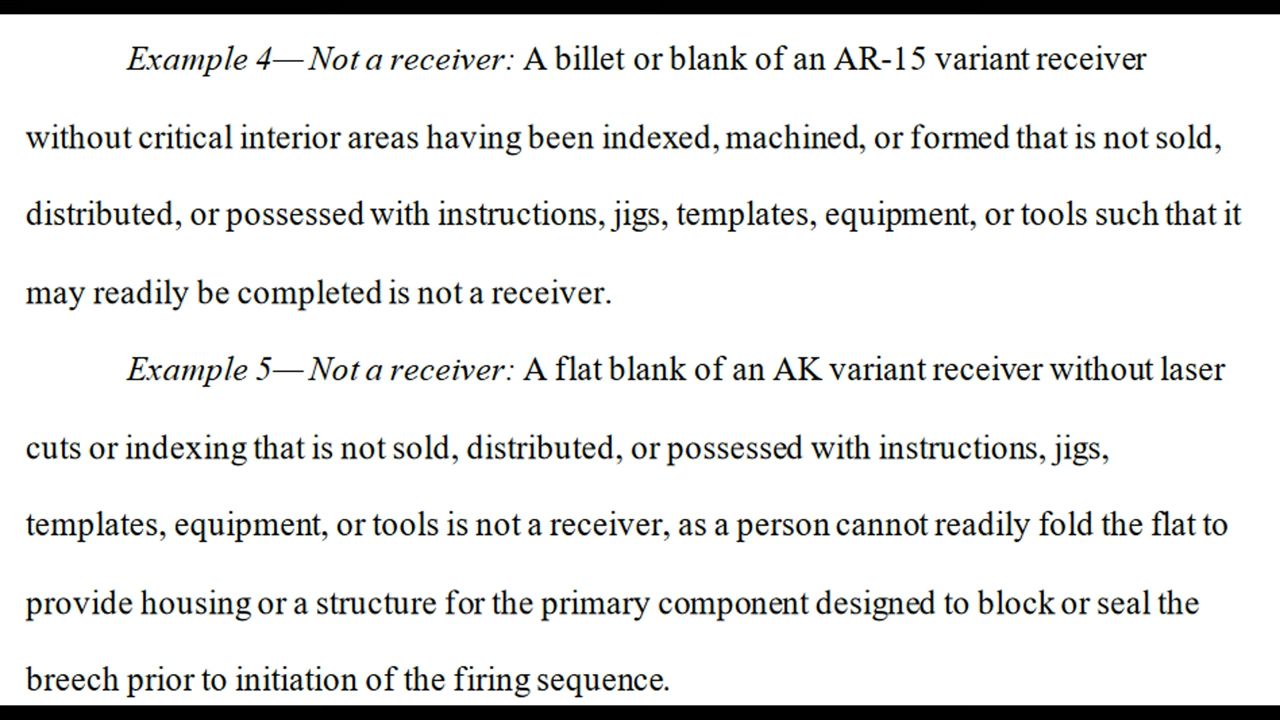 Example 4—Not a receiver: A billet or blank of an AR-15 variant receiver
without critical interior areas having been indexed, machined, or formed that is not sold,
distributed, or possessed with instructions, jigs, templates, equipment, or tools such that it
may readily be completed is not a receiver.
Example 5—Not a receiver: A flat blank of an AK variant receiver without laser
cuts or indexing that is not sold, distributed, or possessed with instructions, jigs,
templates, equipment, or tools is not a receiver, as a person cannot readily fold the flat to
provide housing or a structure for the primary component designed to block or seal the
breech prior to initiation of the firing sequence.